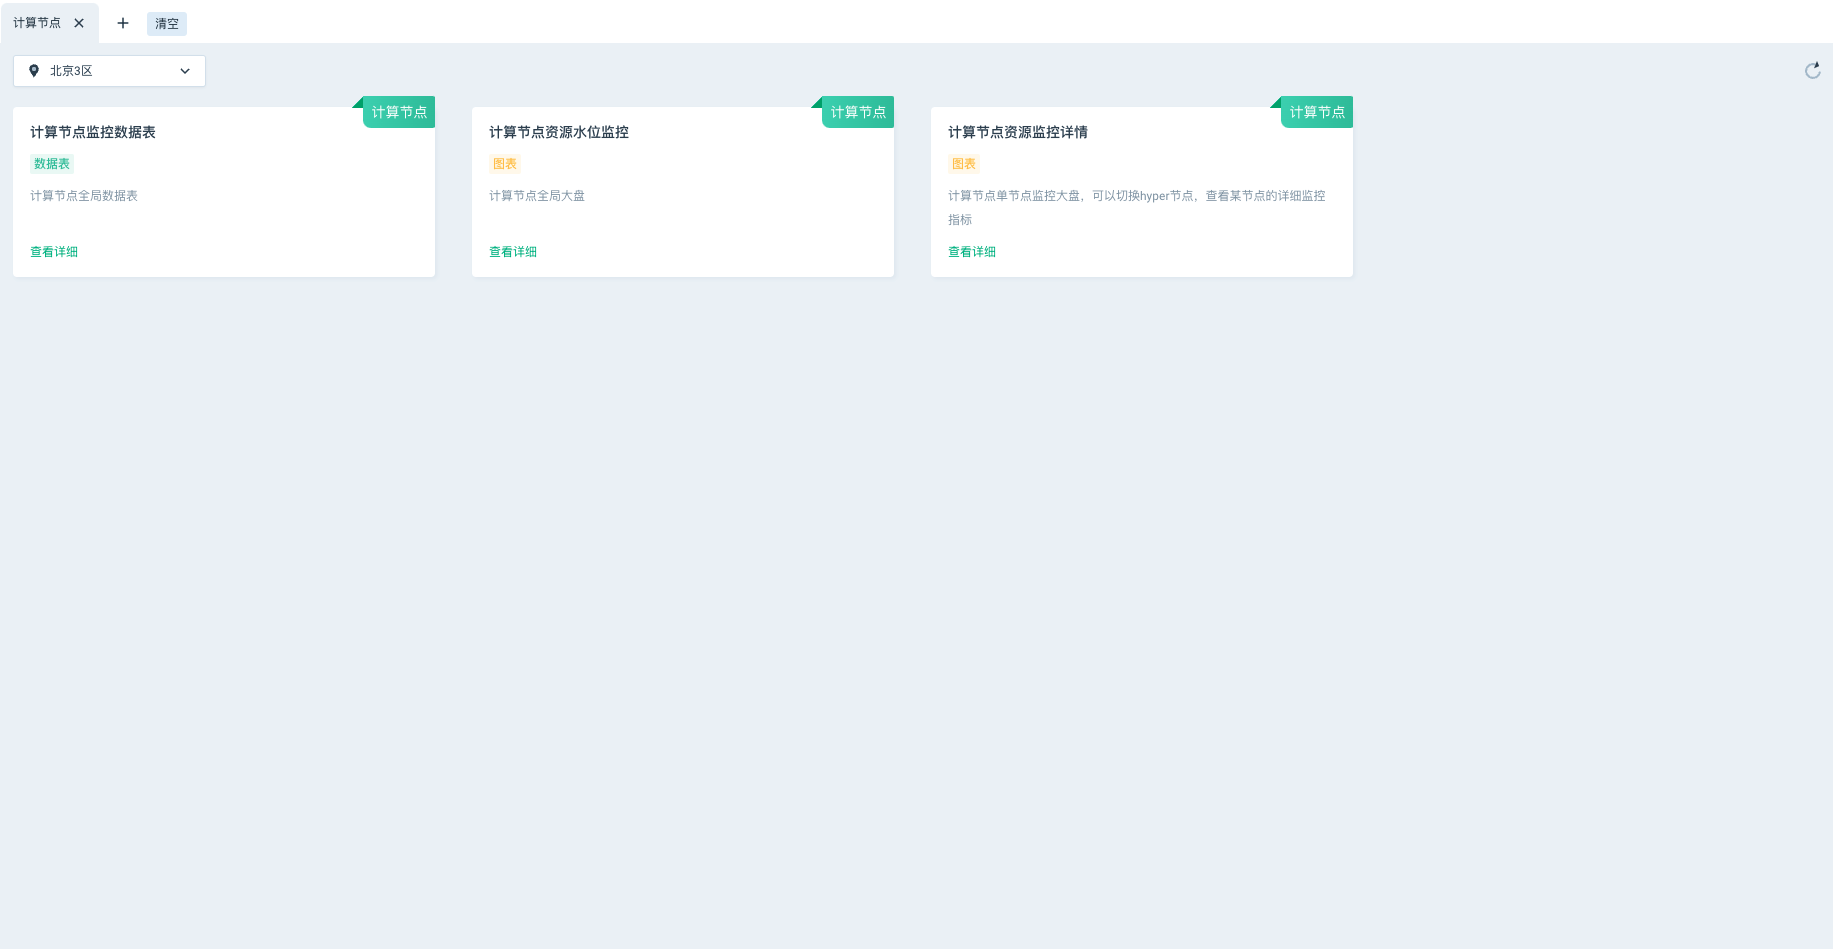 计算节点
清空
北京3区
计算节点
计算节点监控数据表
数据表
计算节点全局数据表
查看详细
计算节点
计算节点资源水位监控
图表
计算节点全局大盘
查看详细
计算节点
计算节点资源监控详情
图表
计算节点单节点监控大盘，可以切换hyper节点，查看某节点的详细监控
指标
查看详细